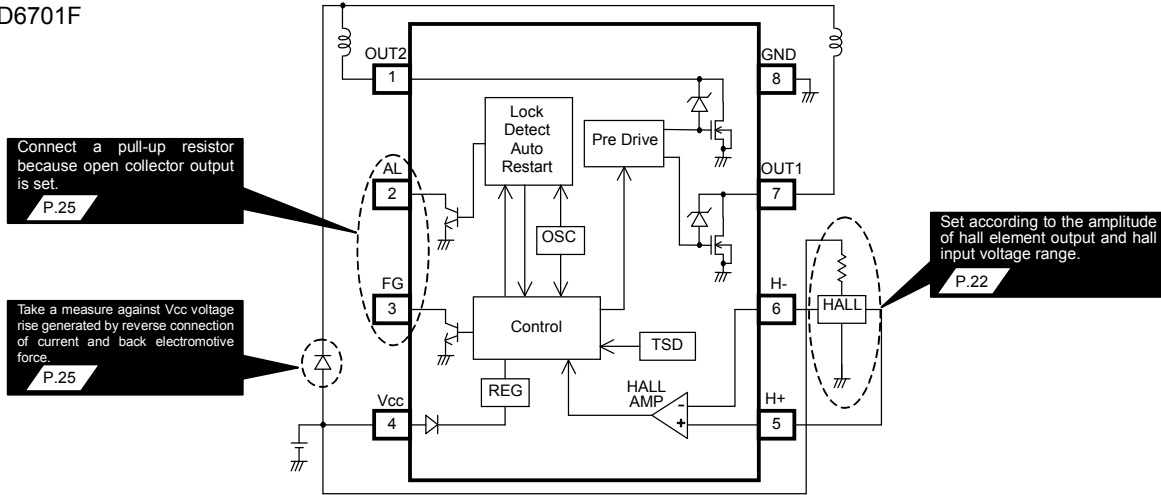 D6701F
OUT2
1
GND
8
Lock
Detect
Auto
Restart
Pre Drive
Connect a pull-up resistor
because open collector output
is set.
P.25
AL
2
OUT1
7
OSC
Set according to the amplitude
of hall element output and hall
input voltage range.
P.22
FG
3
H-
6
HALL
Control
TSD
Take a measure against Vcc voltage
rise generated by reverse connection
of current and back electromotive
force.
P.25
REG
HALL
AMP
-
+
Vcc
4
H+
5